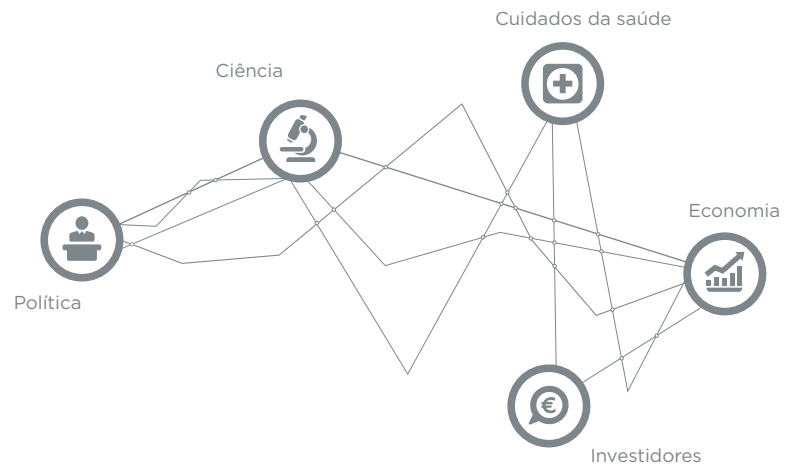 Cuidados da saúde
Ciência
Economia
Política
€
Investidores